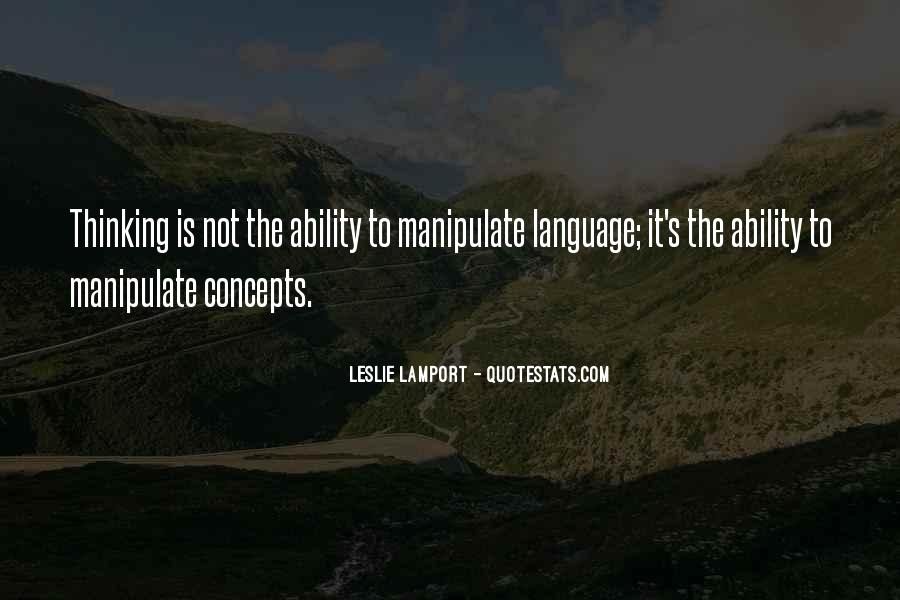 Thinking is not the ability to manipulate language; it's the ability to
manipulate concepts.
LESLIE LAMPORT - QUOTESTATS.COM